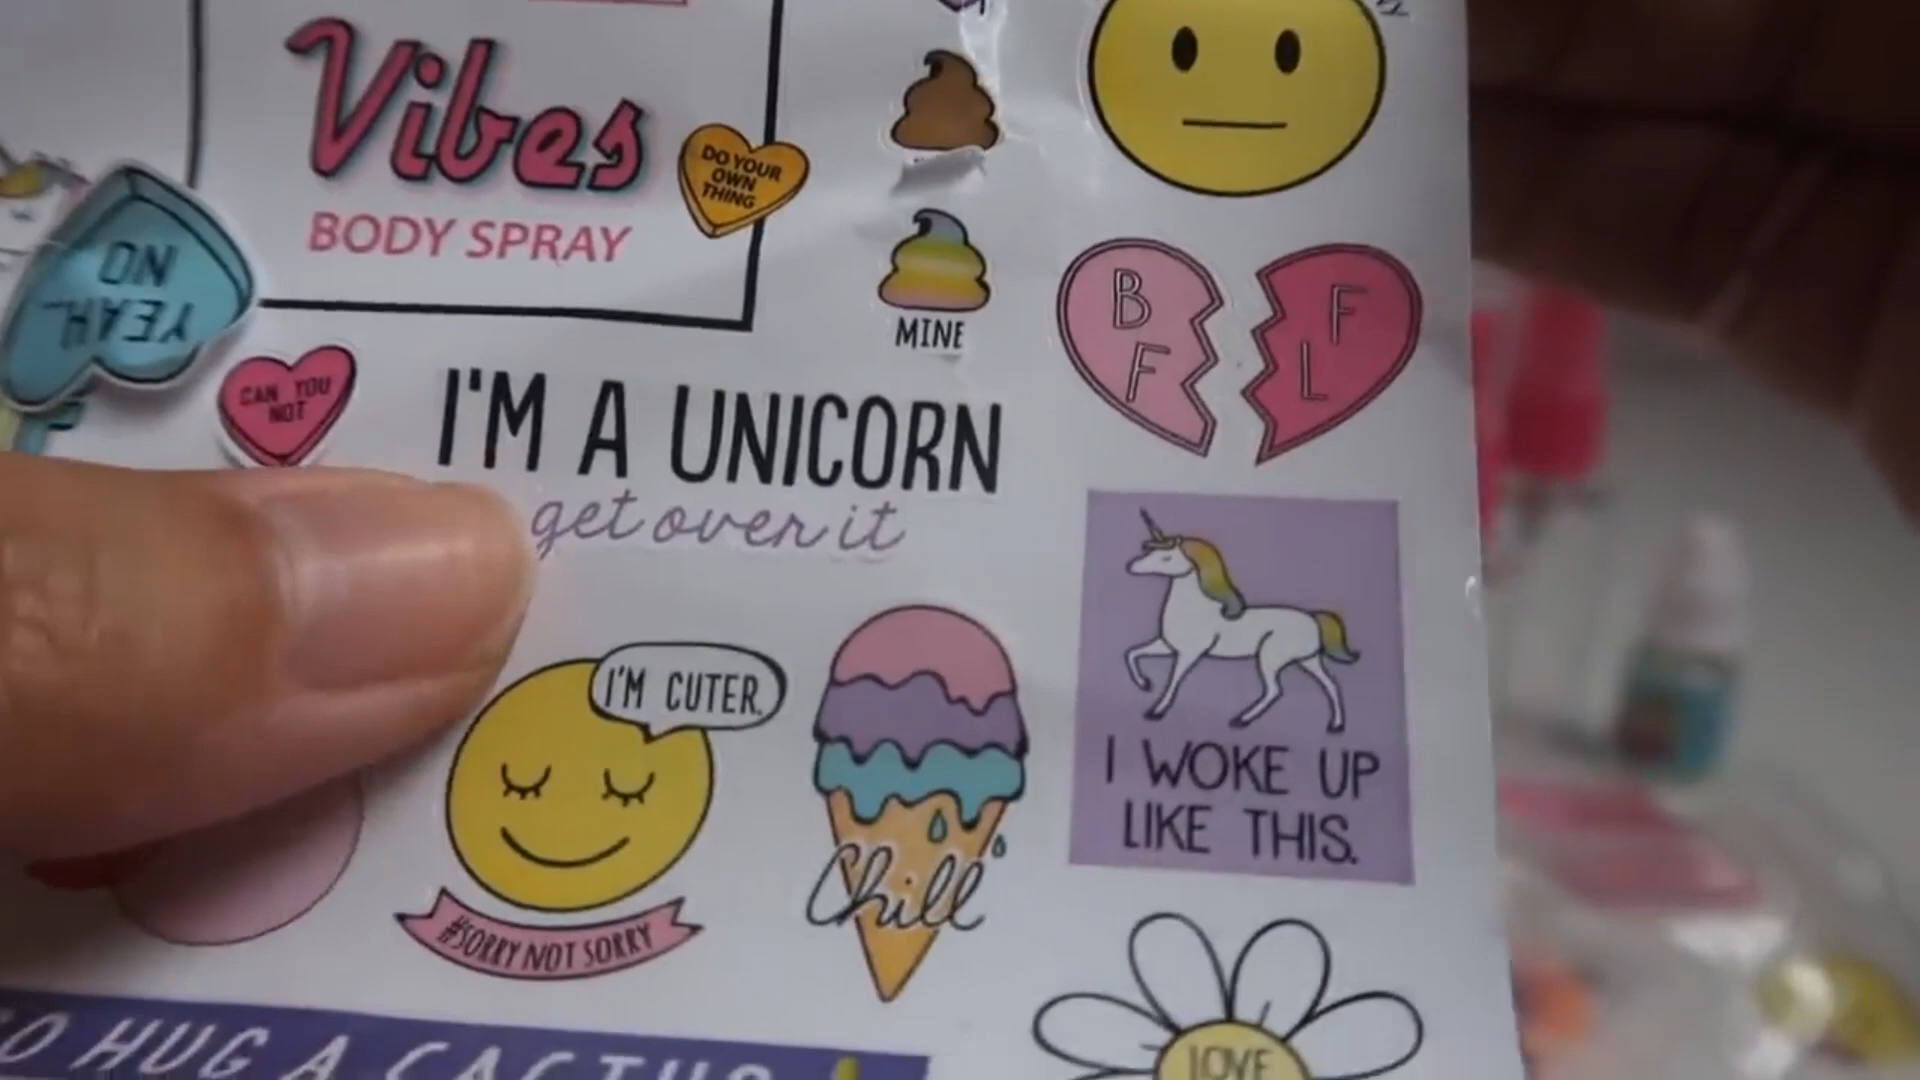 Vibes
BODY SPRAY
DO YOUR
OWN
THING
MINE
YEAH..
NO
CAN YOU
NOT
B
F
F
L
I'M A UNICORN
get over it
I'M CUTER.
#SORRY NOT SORRY
Chill
I WOKE UP
LIKE THIS.
HUG A CACTUS
LOVE